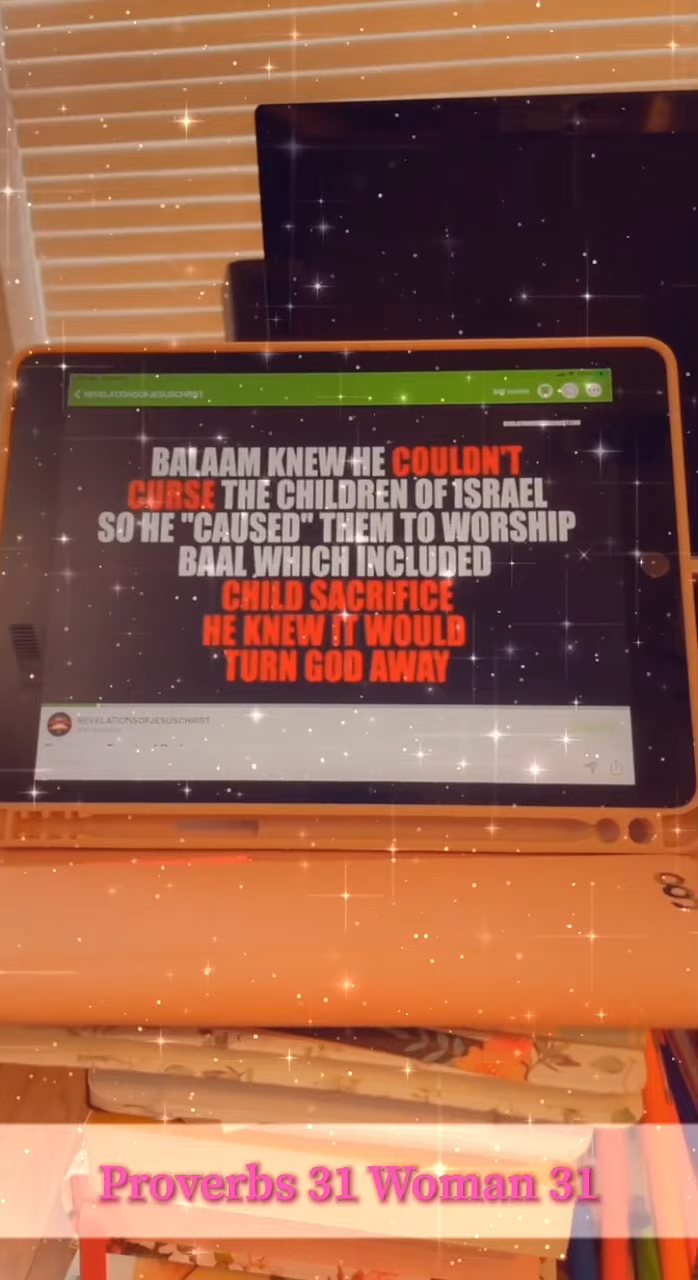 REVELATIONSOFJESUSCHRIST
BALAAM KNEW HE COULDN'T
CURSE THE CHILDREN OF ISRAEL
SO HE "CAUSED" THEM TO WORSHIP
BAAL WHICH INCLUDED
CHILD SACRIFICE
HE KNEW IT WOULD
TURN GOD AWAY
REVELATIONSOFJESUSCHRIST
Proverbs 31 Woman 31